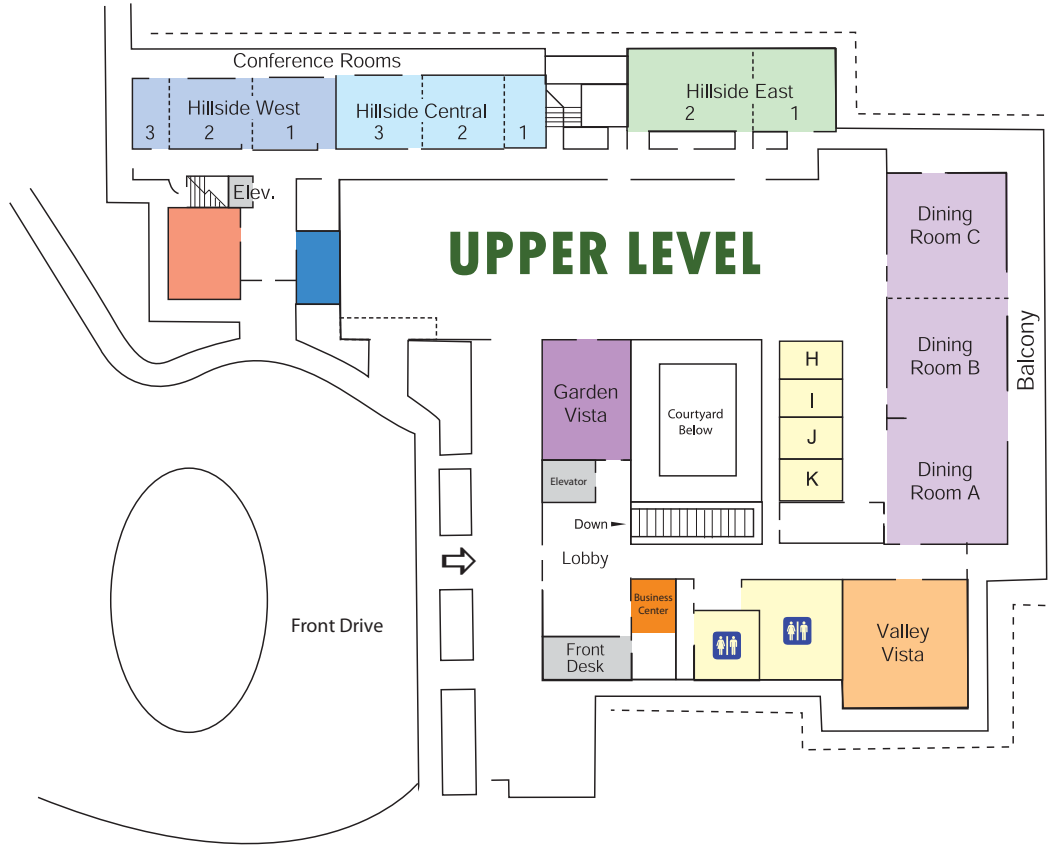 Conference Rooms
Hillside West
3 2 1
Hillside Central
3 2 1
Hillside East
2 1
Elev.
UPPER LEVEL
Dining
Room C
Dining
Room B
Dining
Room A
Balcony
Garden
Vista
Courtyard
Below
H
I
J
K
Elevator
Down
Lobby
Business
Center
Front
Desk
Front Drive
Valley
Vista